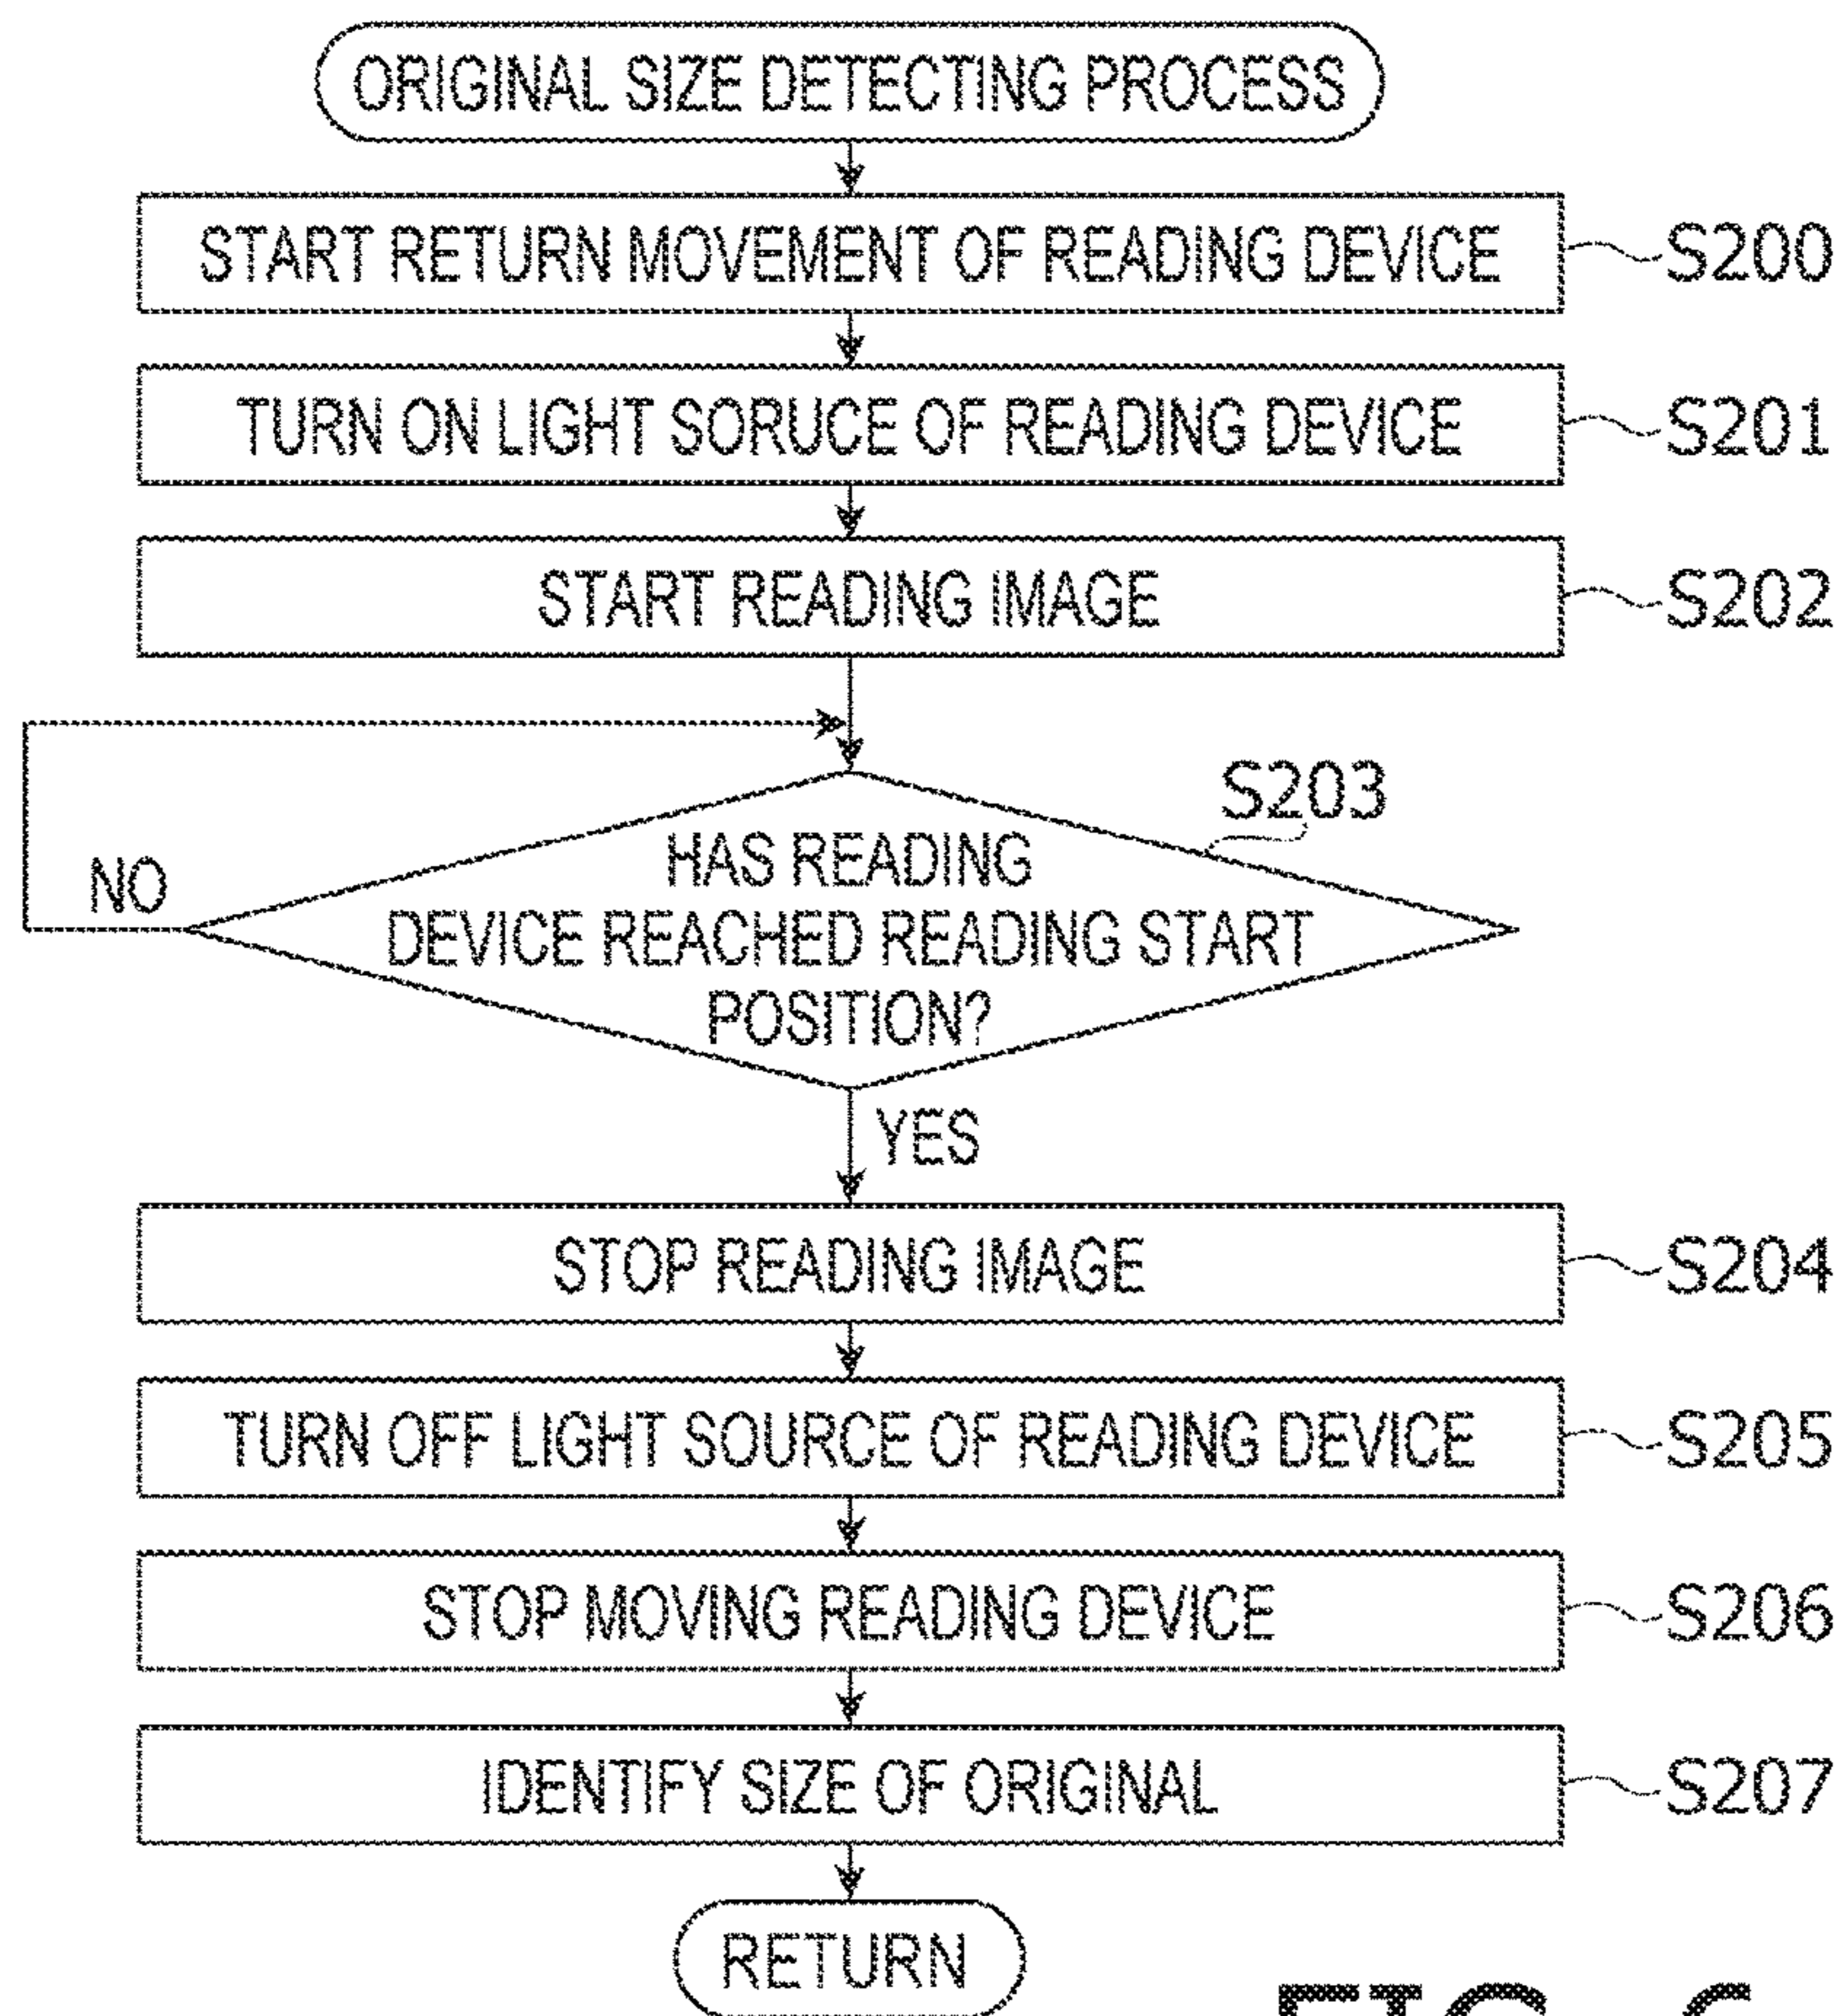 ORIGINAL SIZE DETECTING PROCESS
START RETURN MOVEMENT OF READING DEVICE
S200
TURN ON LIGHT SORUCE OF READING DEVICE
S201
START READING IMAGE
S202
S203
HAS READING
DEVICE REACHED READING START
POSITION?
NO
YES
STOP READING IMAGE
S204
TURN OFF LIGHT SOURCE OF READING DEVICE
S205
STOP MOVING READING DEVICE
S206
IDENTIFY SIZE OF ORIGINAL
S207
RETURN